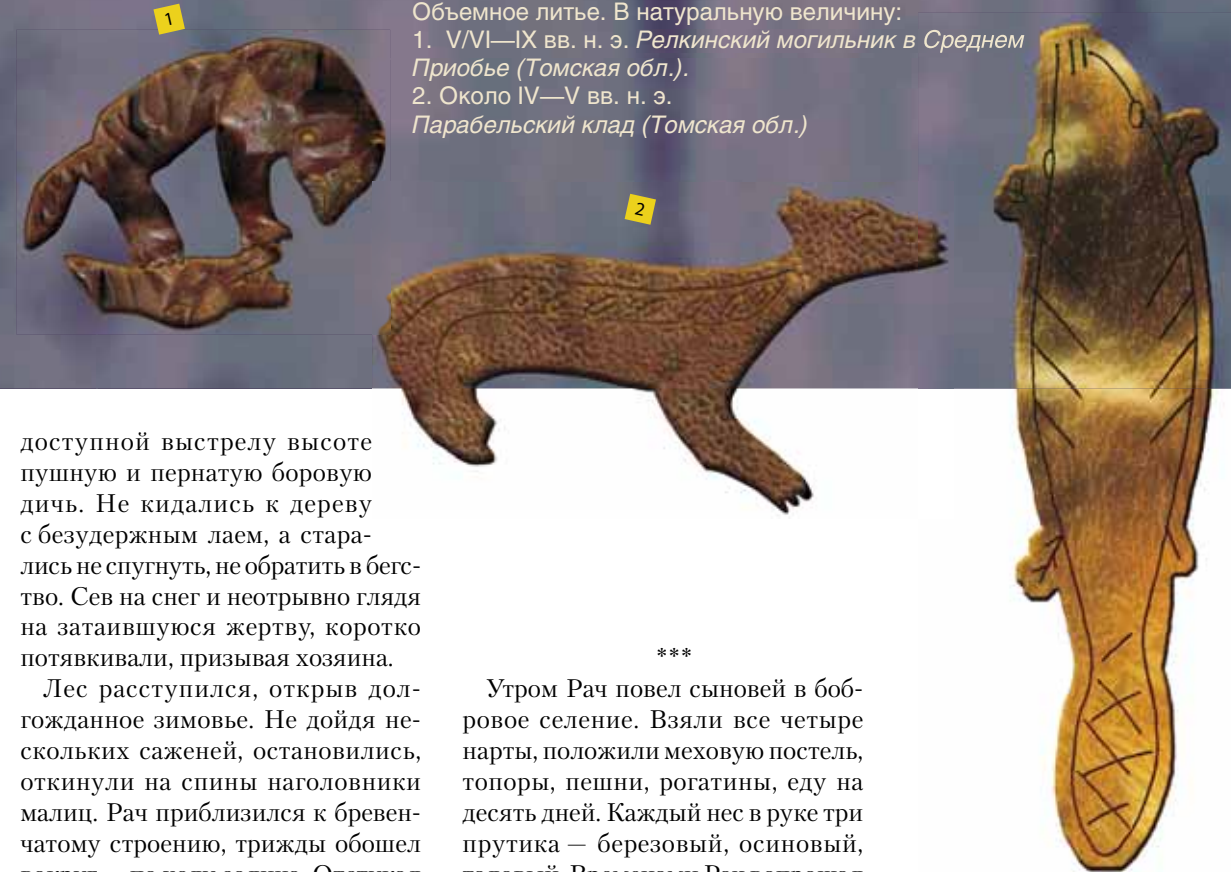 1
Объемное литье. В натуральную величину:
1. V/VI—IX вв. н. э. Релкинский могильник в Среднем
Приобье (Томская обл.).
2. Около IV—V вв. н. э.
Парабельский клад (Томская обл.)
2
доступной выстрелу высоте
пушную и пернатую боровую
дичь. Не кидались к дереву
с безудержным лаем, а стара-
лись не спугнуть, не обратить в бегс-
тво. Сев на снег и неотрывно глядя
на затаившуюся жертву, коротко
потявкивали, призывая хозяина.
Лес расступился, открыв дол-
гожданное зимовье. Не дойдя не-
скольких саженей, остановились,
откинули на спины наголовники
малиц. Рач приблизился к бревен-
чатому строению, трижды обошел
***
Утром Рач повел сыновей в боб-
ровое селение. Взяли все четыре
нарты, положили меховую постель,
топоры, пешни, рогатины, еду на
десять дней. Каждый нес в руке три
прутика — березовый, осиновый,